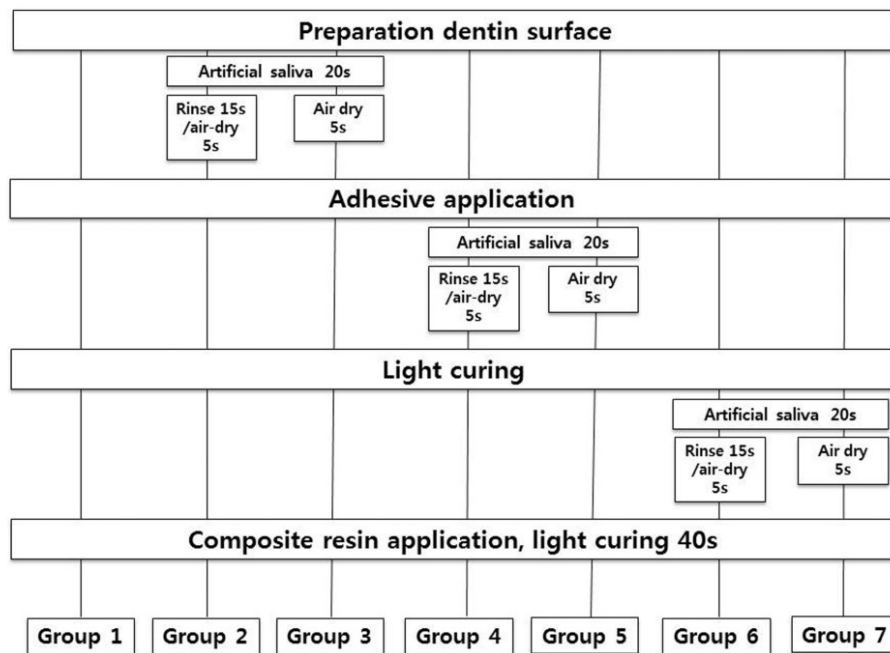 Preparation dentin surface
Artificial saliva 20s
Rinse 15s
/air-dry
5s
Air dry
5s
Adhesive application
Artificial saliva 20s
Rinse 15s
/air-dry
5s
Air dry
5s
Light curing
Artificial saliva 20s
Rinse 15s
/air-dry
5s
Air dry
5s
Composite resin application, light curing 40s
Group 1
Group 2
Group 3
Group 4
Group 5
Group 6
Group 7